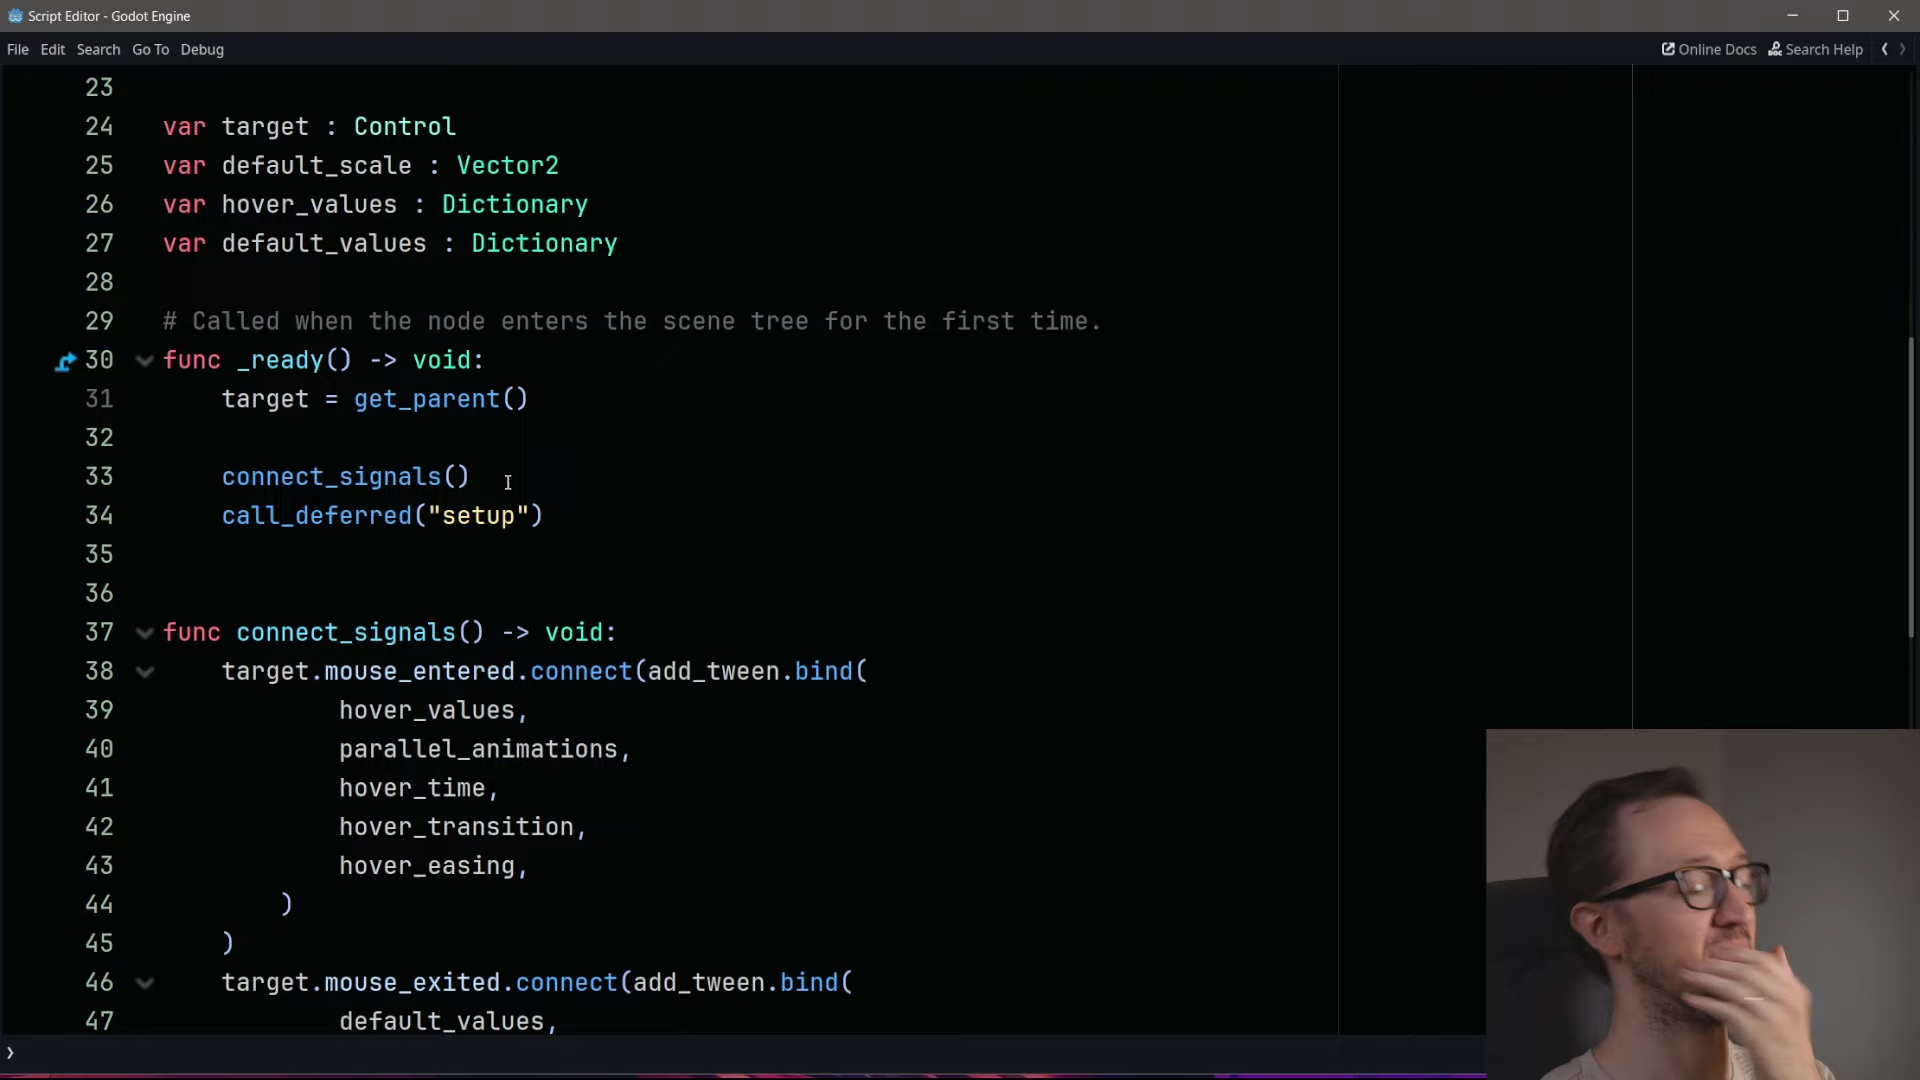 Script Editor - Godot Engine
File Edit Search Go To Debug
Online Docs Search Help
23
24 var target : Control
25 var default_scale : Vector2
26 var hover_values : Dictionary
27 var default_values : Dictionary
28
29 # Called when the node enters the scene tree for the first time.
30 func _ready() -> void:
31 target = get_parent()
32
33 connect_signals()
34 call_deferred("setup")
35
36
37 func connect_signals() -> void:
38 target.mouse_entered.connect(add_tween.bind(
39 hover_values,
40 parallel_animations,
41 hover_time,
42 hover_transition,
43 hover_easing,
44 )
45 )
46 target.mouse_exited.connect(add_tween.bind(
47 default_values,